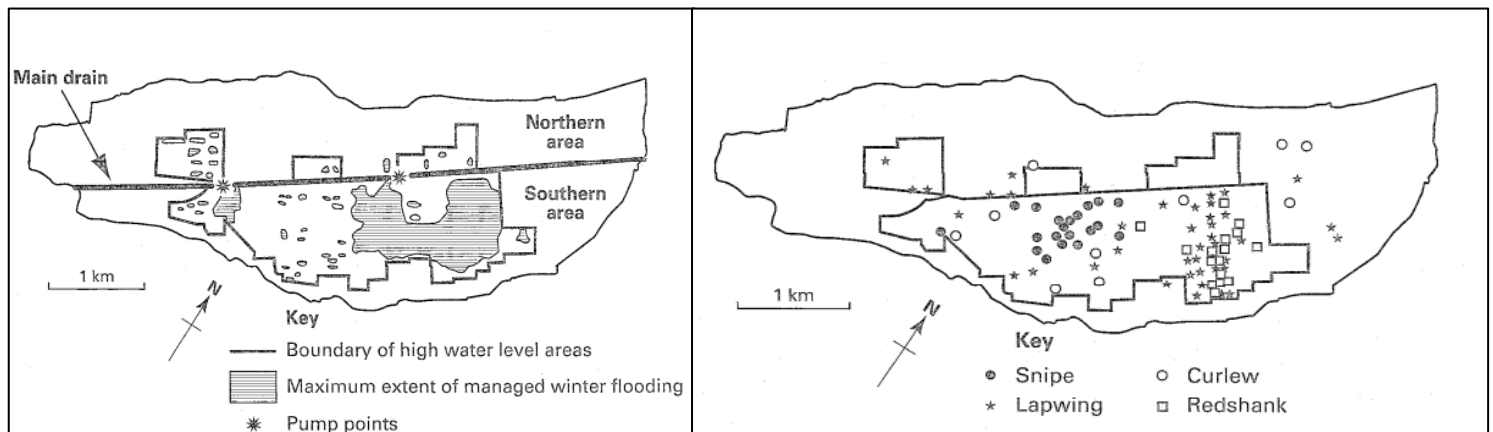 Main drain
Northern
area
Southern
area
1 km
N
Key
Boundary of high water level areas
Maximum extent of managed winter flooding
Pump points
1 km
N
Key
Snipe
Curlew
Lapwing
Redshank